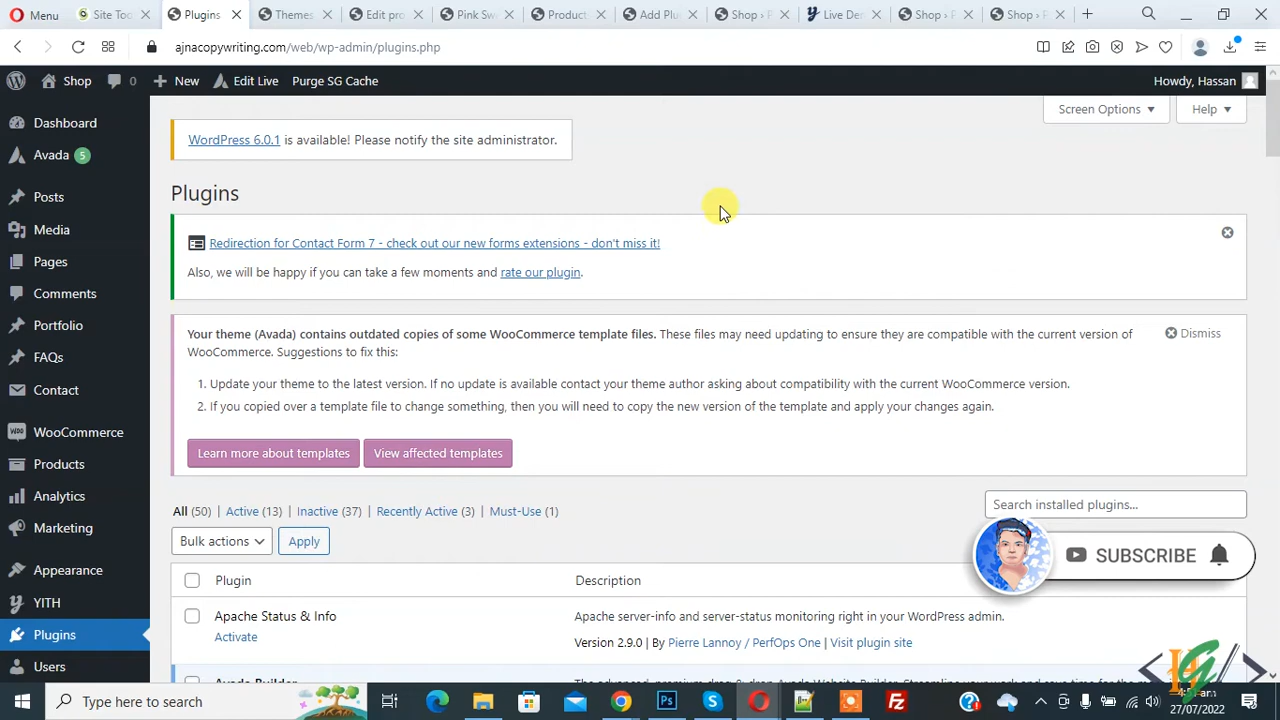 Menu
Site Too
Plugins
Themes
Edit pro
Pink Sw
Product
Add Plu
Shop ‹ P
Live De
Shop ‹ P
Shop ‹ P
ajnacopywriting.com/web/wp-admin/plugins.php
Shop
0
New
Edit Live
Purge SG Cache
Howdy, Hassan
Dashboard
Avada 5
Posts
Media
Pages
Comments
Portfolio
FAQs
Contact
WooCommerce
Products
Analytics
Marketing
Appearance
YITH
Plugins
Users
Screen Options
Help
WordPress 6.0.1 is available! Please notify the site administrator.
Plugins
Redirection for Contact Form 7 - check out our new forms extensions - don't miss it!
Also, we will be happy if you can take a few moments and rate our plugin.
Your theme (Avada) contains outdated copies of some WooCommerce template files. These files may need updating to ensure they are compatible with the current version of
WooCommerce. Suggestions to fix this:
Dismiss
1. Update your theme to the latest version. If no update is available contact your theme author asking about compatibility with the current WooCommerce version.
2. If you copied over a template file to change something, then you will need to copy the new version of the template and apply your changes again.
Learn more about templates
View affected templates
All (50) | Active (13) | Inactive (37) | Recently Active (3) | Must-Use (1)
Search installed plugins...
Bulk actions
Apply
SUBSCRIBE
Plugin
Description
Apache Status & Info
Apache server-info and server-status monitoring right in your WordPress admin.
Activate
Version 2.9.0 | By Pierre Lannoy / PerfOps One | Visit plugin site
Avada Builder
Type here to search
27/07/2022